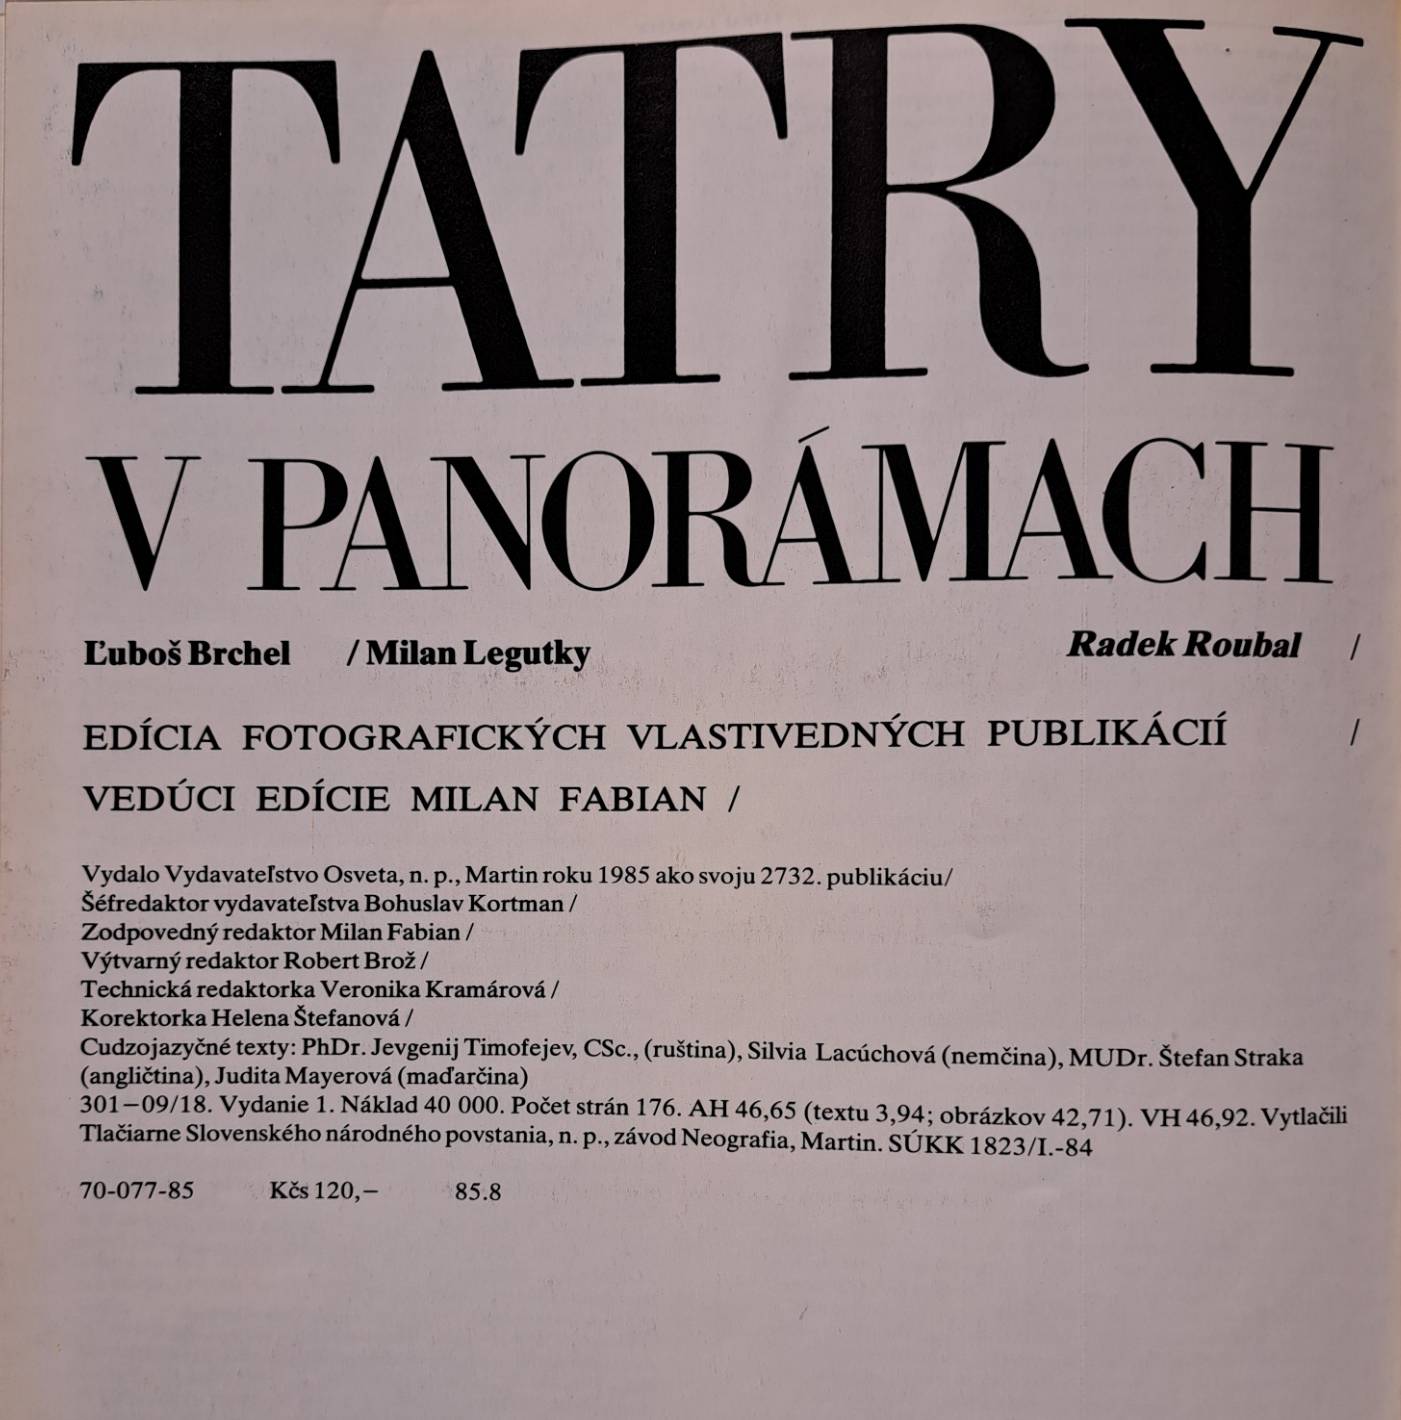 TATRY
V PANORÁMACH
Ľuboš Brchel / Milan Legutky Radek Roubal /
EDÍCIA FOTOGRAFICKÝCH VLASTIVEDNÝCH PUBLIKÁCIÍ /
VEDÚCI EDÍCIE MILAN FABIAN /
Vydalo Vydavateľstvo Osveta, n. p., Martin roku 1985 ako svoju 2732. publikáciu/
Šéfredaktor vydavateľstva Bohuslav Kortman /
Zodpovedný redaktor Milan Fabian /
Výtvarný redaktor Robert Brož /
Technická redaktorka Veronika Kramárová /
Korektorka Helena Štefanová /
Cudzojazyčné texty: PhDr. Jevgenij Timofejev, CSc., (ruština), Silvia Lacúchová (nemčina), MUDr. Štefan Straka
(angličtina), Judita Mayerová (maďarčina)
301—09/18. Vydanie 1. Náklad 40 000. Počet strán 176. AH 46,65 (textu 3,94; obrázkov 42,71). VH 46,92. Vytlačili
Tlačiarne Slovenského národného povstania, n. p., závod Neografia, Martin. SÚKK 1823/I.-84
70-077-85 Kčs 120,— 85.8